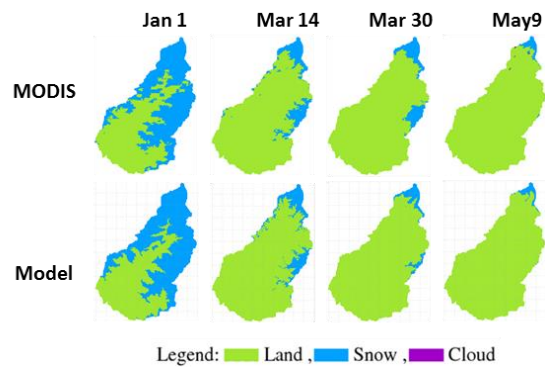 Jan 1 Mar 14 Mar 30 May9
MODIS
Model
Legend: Land , Snow , Cloud